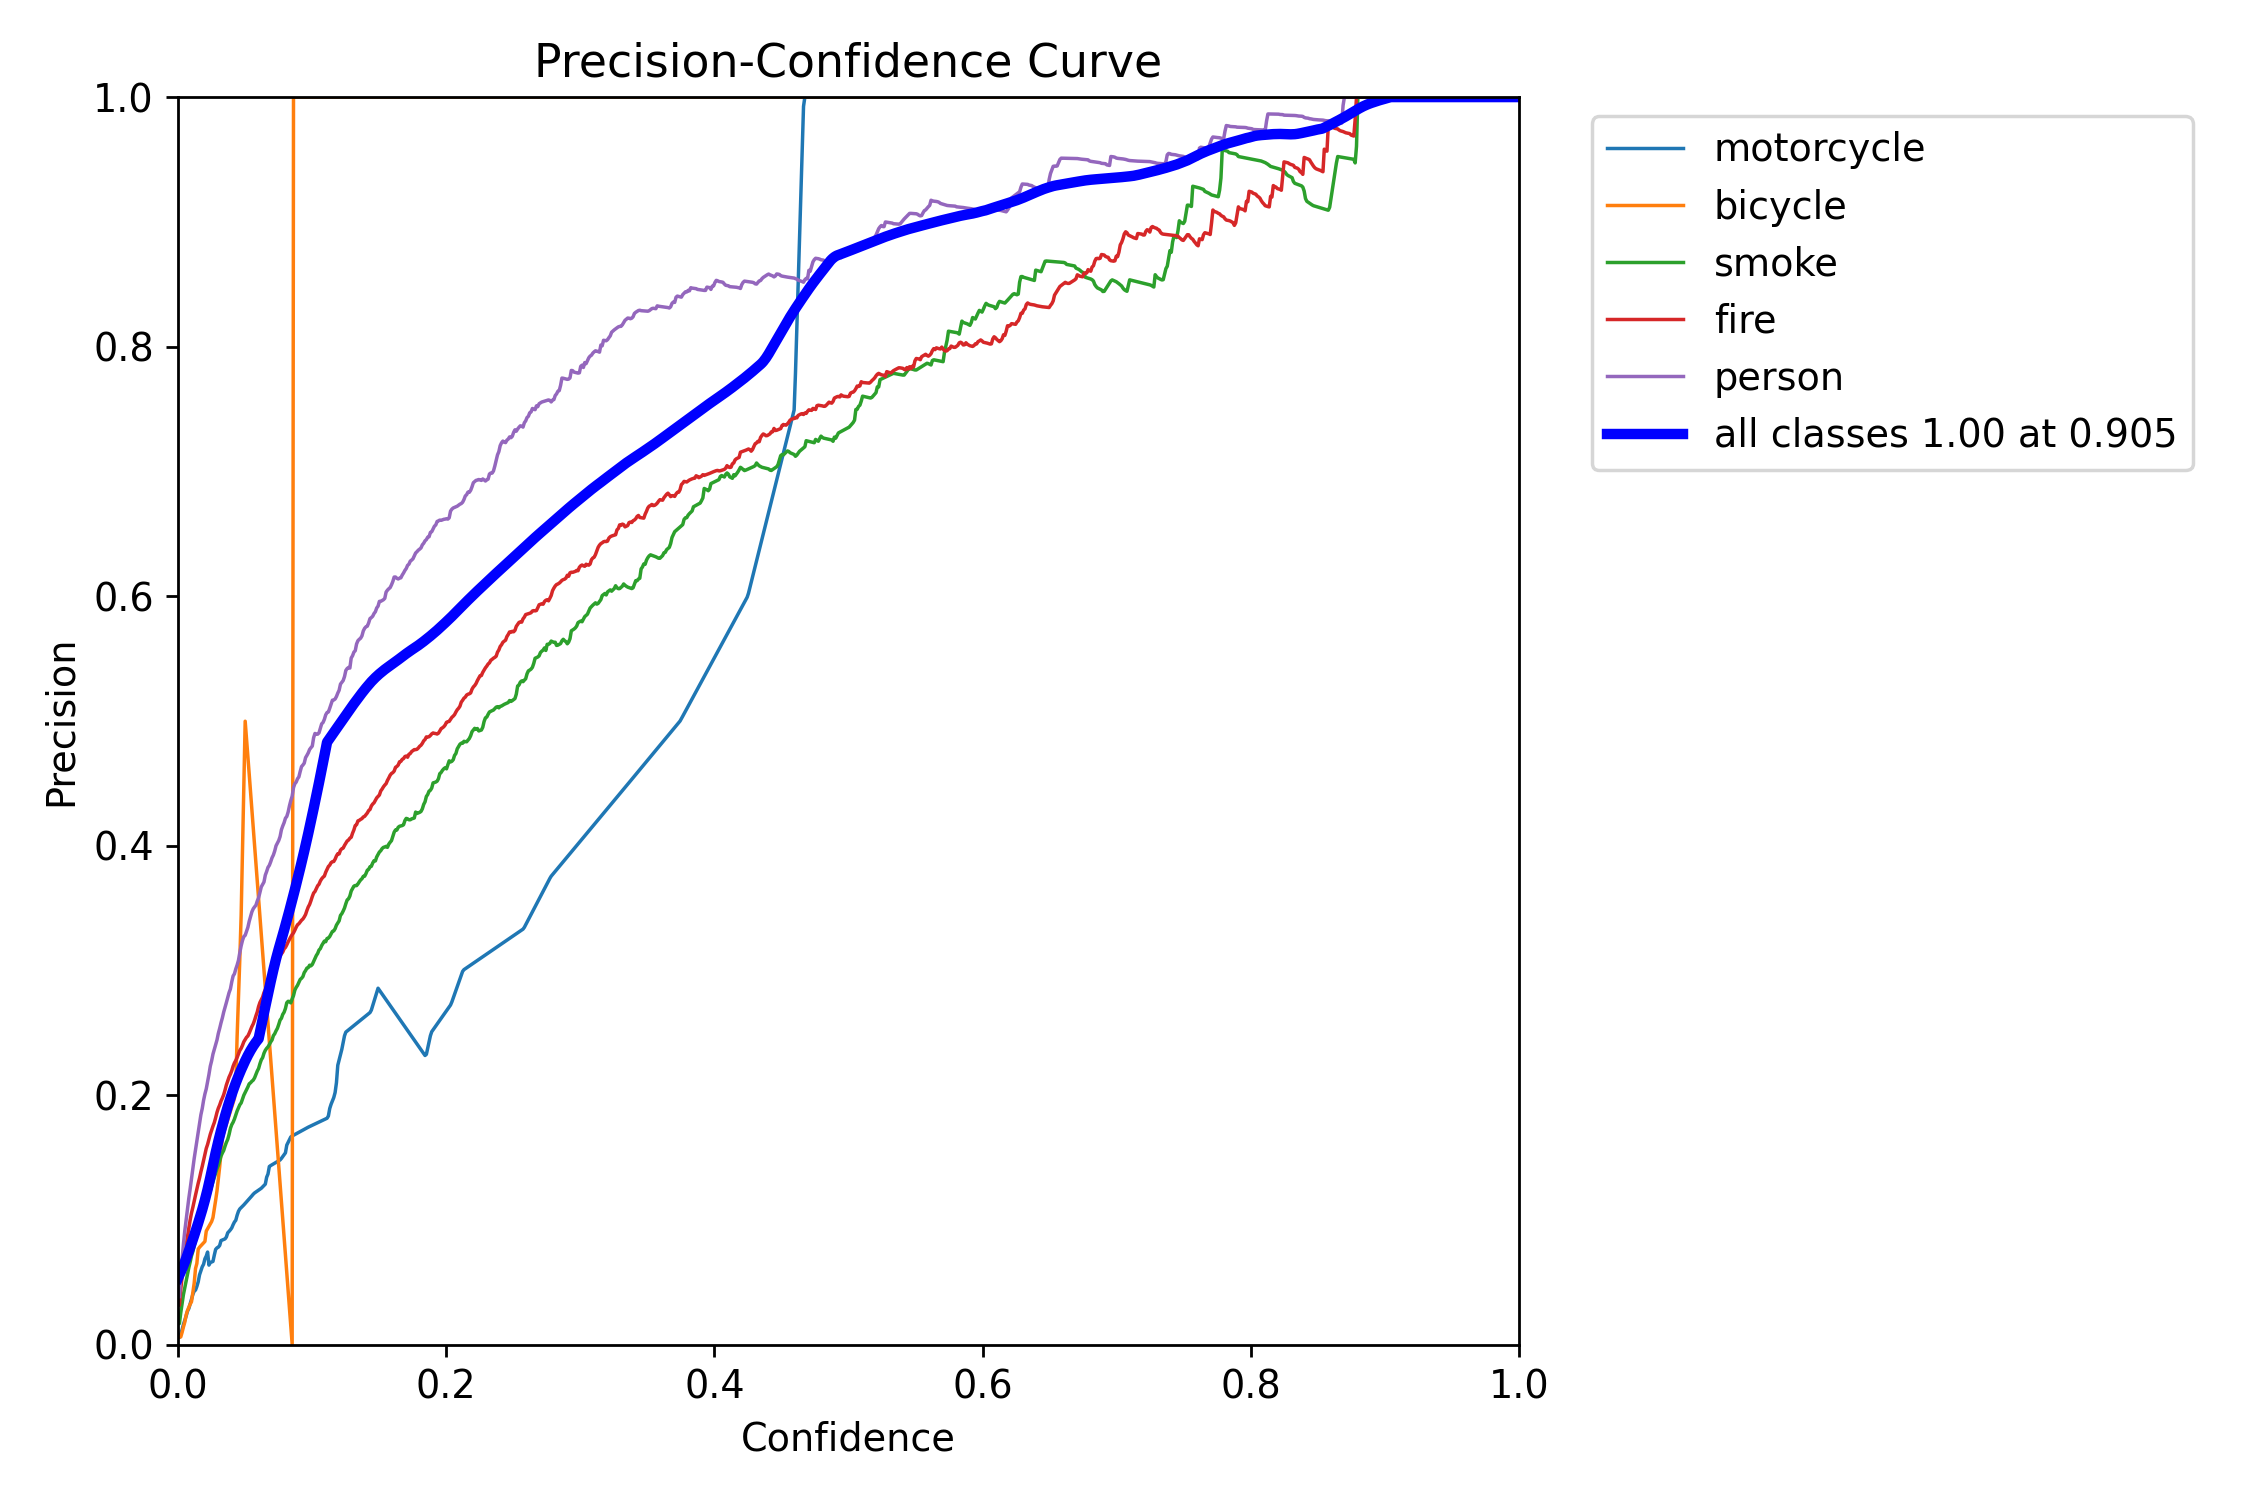 Precision-Confidence Curve
1.0
0.8
0.6
0.4
0.2
0.0
Precision
0.0 0.2 0.4 0.6 0.8 1.0
Confidence
motorcycle
bicycle
smoke
fire
person
all classes 1.00 at 0.905